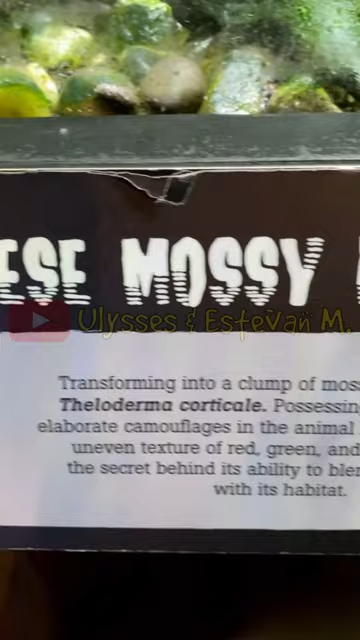 ESE MOSSY
Ulysses & Estevan M.
Transforming into a clump of mos
Theloderma corticale. Possessing
elaborate camouflages in the animal
uneven texture of red, green, and
the secret behind its ability to ble
with its habitat.